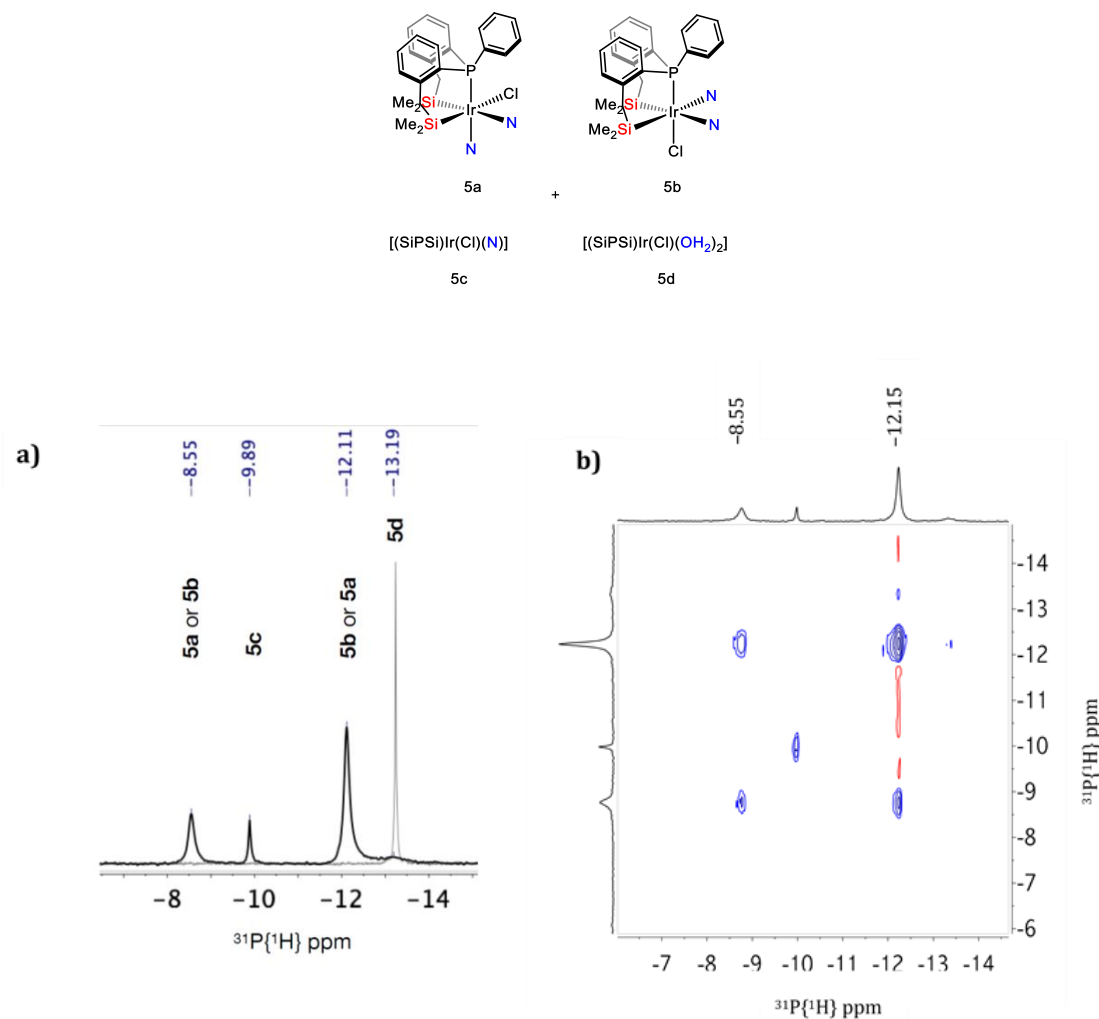 P
P
Me2Si
Ir
Cl
Me2Si
Ir
N
Me2Si
N
Me2Si
N
N
Cl
5a
+
5b
[(SiPSi)Ir(Cl)(N)]
[(SiPSi)Ir(Cl)(OH2)2]
5c
5d
a)
−8.55
−9.89
−12.11
−13.19
5a or 5b
5c
5b or 5a
5d
−8 −10 −12 −14
31P{1H} ppm
b)
−8.55
−12.15
-14
-13
-12
-11
-10
-9
-8
-7
-6
31P{1H} ppm
-7 -8 -9 -10 -11 -12 -13 -14
31P{1H} ppm